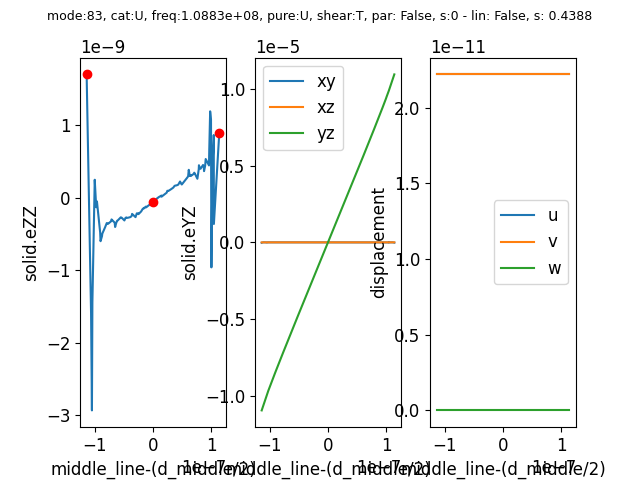 mode:83, cat:U, freq:1.0883e+08, pure:U, shear:T, par: False, s:0 - lin: False, s: 0.4388
1e−9
1
0
−1
−2
−3
solid.eZZ
−1
0
1
1e−7
middle_line-(d_middle/2)
1e−5
xy
xz
yz
1.0
0.5
0.0
−0.5
−1.0
solid.eYZ
−1
0
1
1e−7
middle_line-(d_middle/2)
1e−11
u
v
w
2.0
1.5
1.0
0.5
0.0
displacement
−1
0
1
1e−7
middle_line-(d_middle/2)